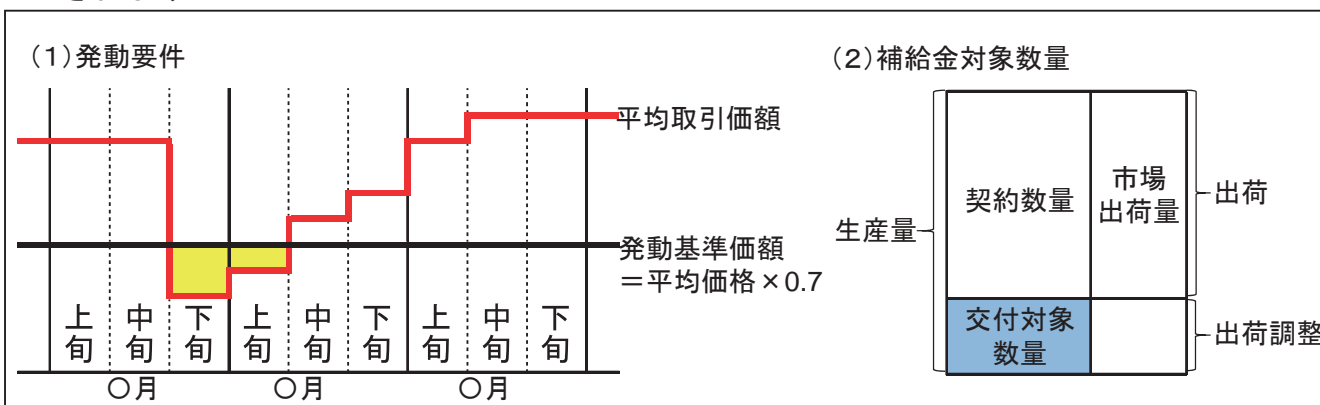 (1)発動要件
平均取引価額
発動基準価額
=平均価格×0.7
上旬
中旬
下旬
上旬
中旬
下旬
上旬
中旬
下旬
〇月
〇月
〇月
(2)補給金対象数量
生産量
契約数量
市場
出荷量
出荷
交付対象
数量
出荷調整